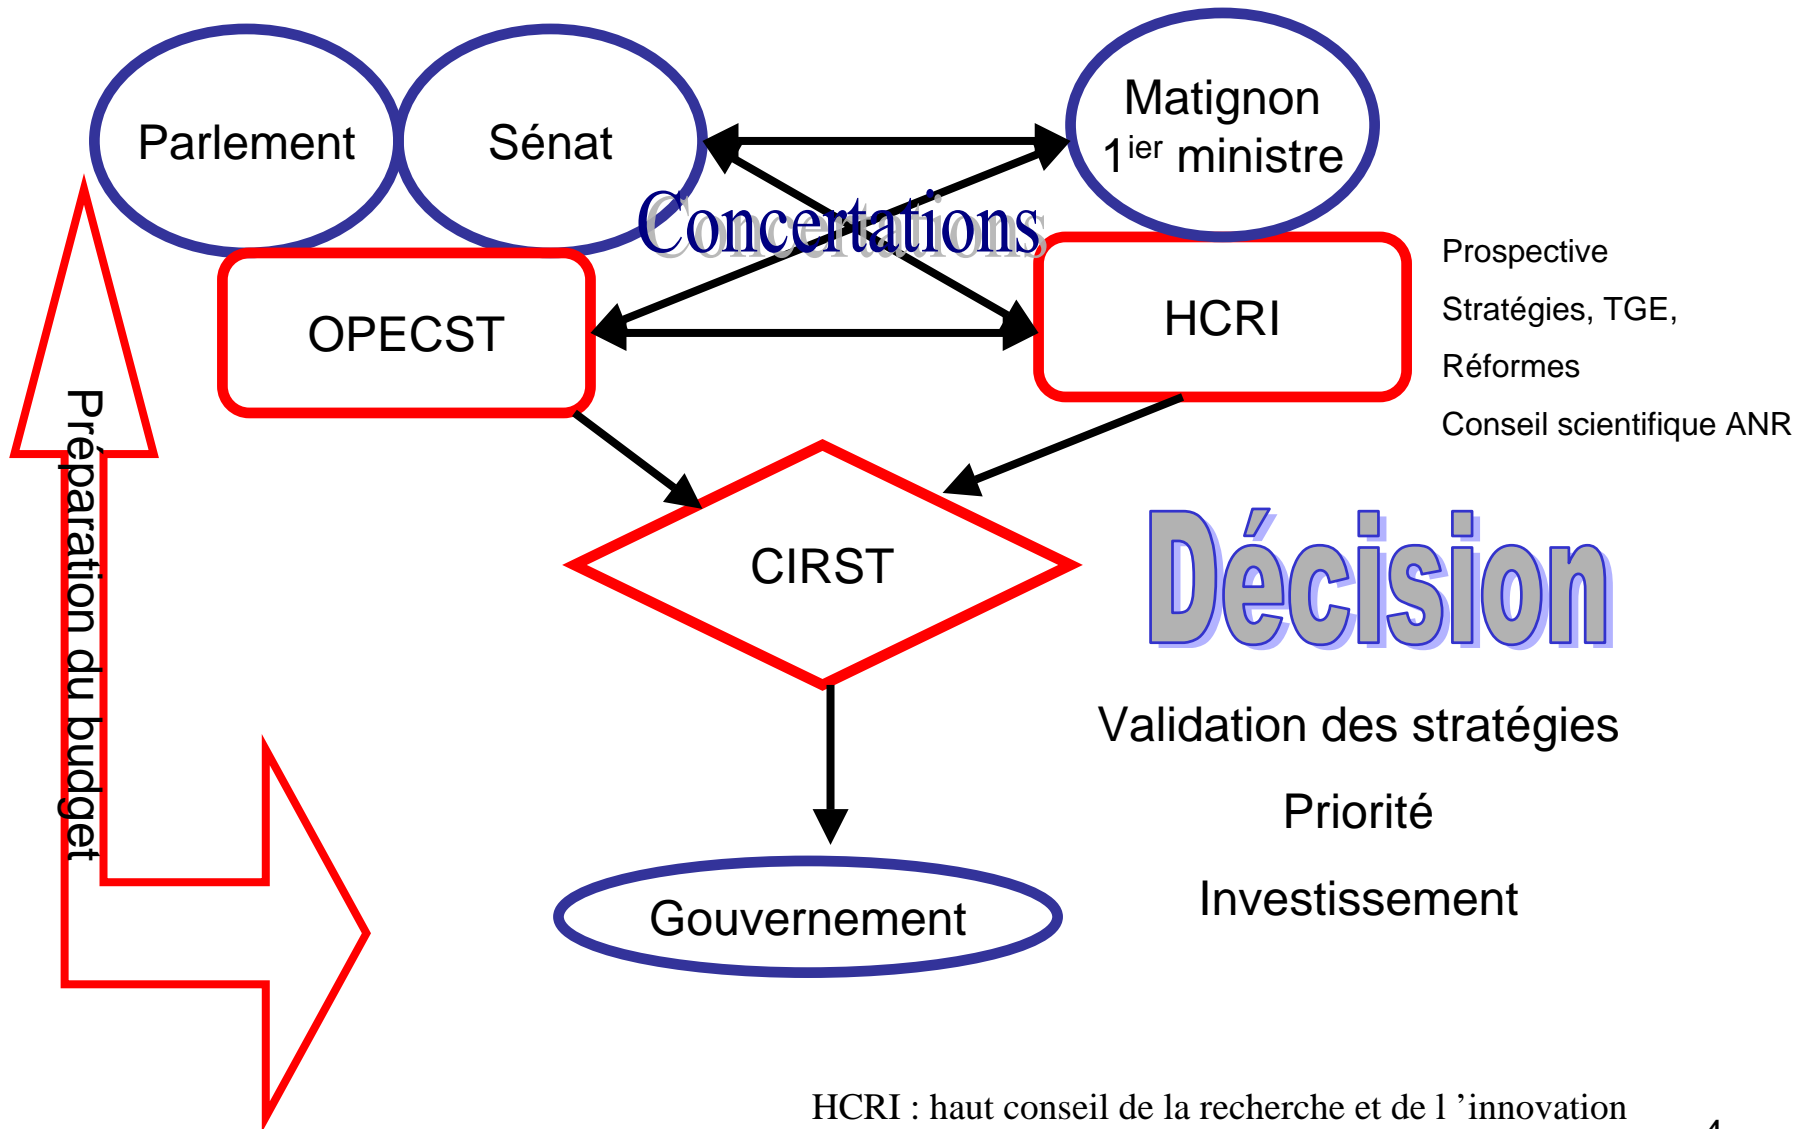 Parlement
Sénat
Matignon
1ier ministre
Concertations
OPECST
HCRI
Prospective
Stratégies, TGE,
Réformes
Conseil scientifique ANR
Préparation du budget
CIRST
Décision
Validation des stratégies
Priorité
Investissement
Gouvernement
HCRI : haut conseil de la recherche et de l ’innovation